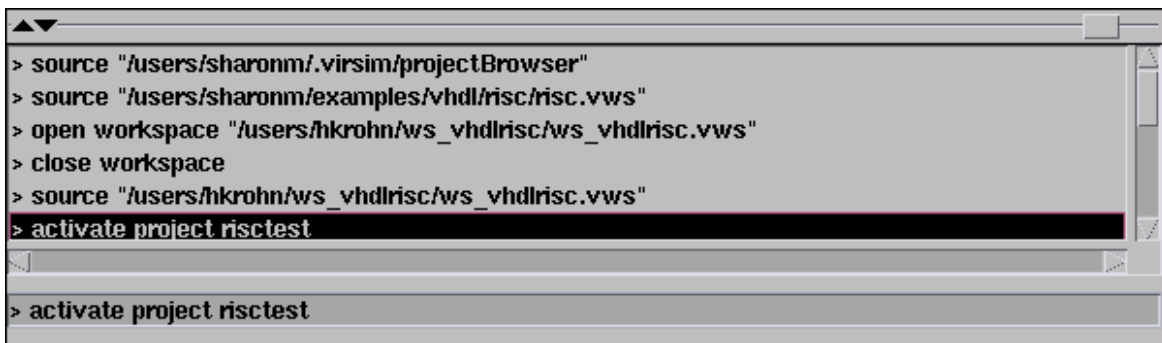 > source "/users/sharonm/.virsim/projectBrowser"
> source "/users/sharonm/examples/vhdl/risc/risc.vws"
> open workspace "/users/hkrohn/ws_vhdlrisc/ws_vhdlrisc.vws"
> close workspace
> source "/users/hkrohn/ws_vhdlrisc/ws_vhdlrisc.vws"
> activate project risctest
> activate project risctest